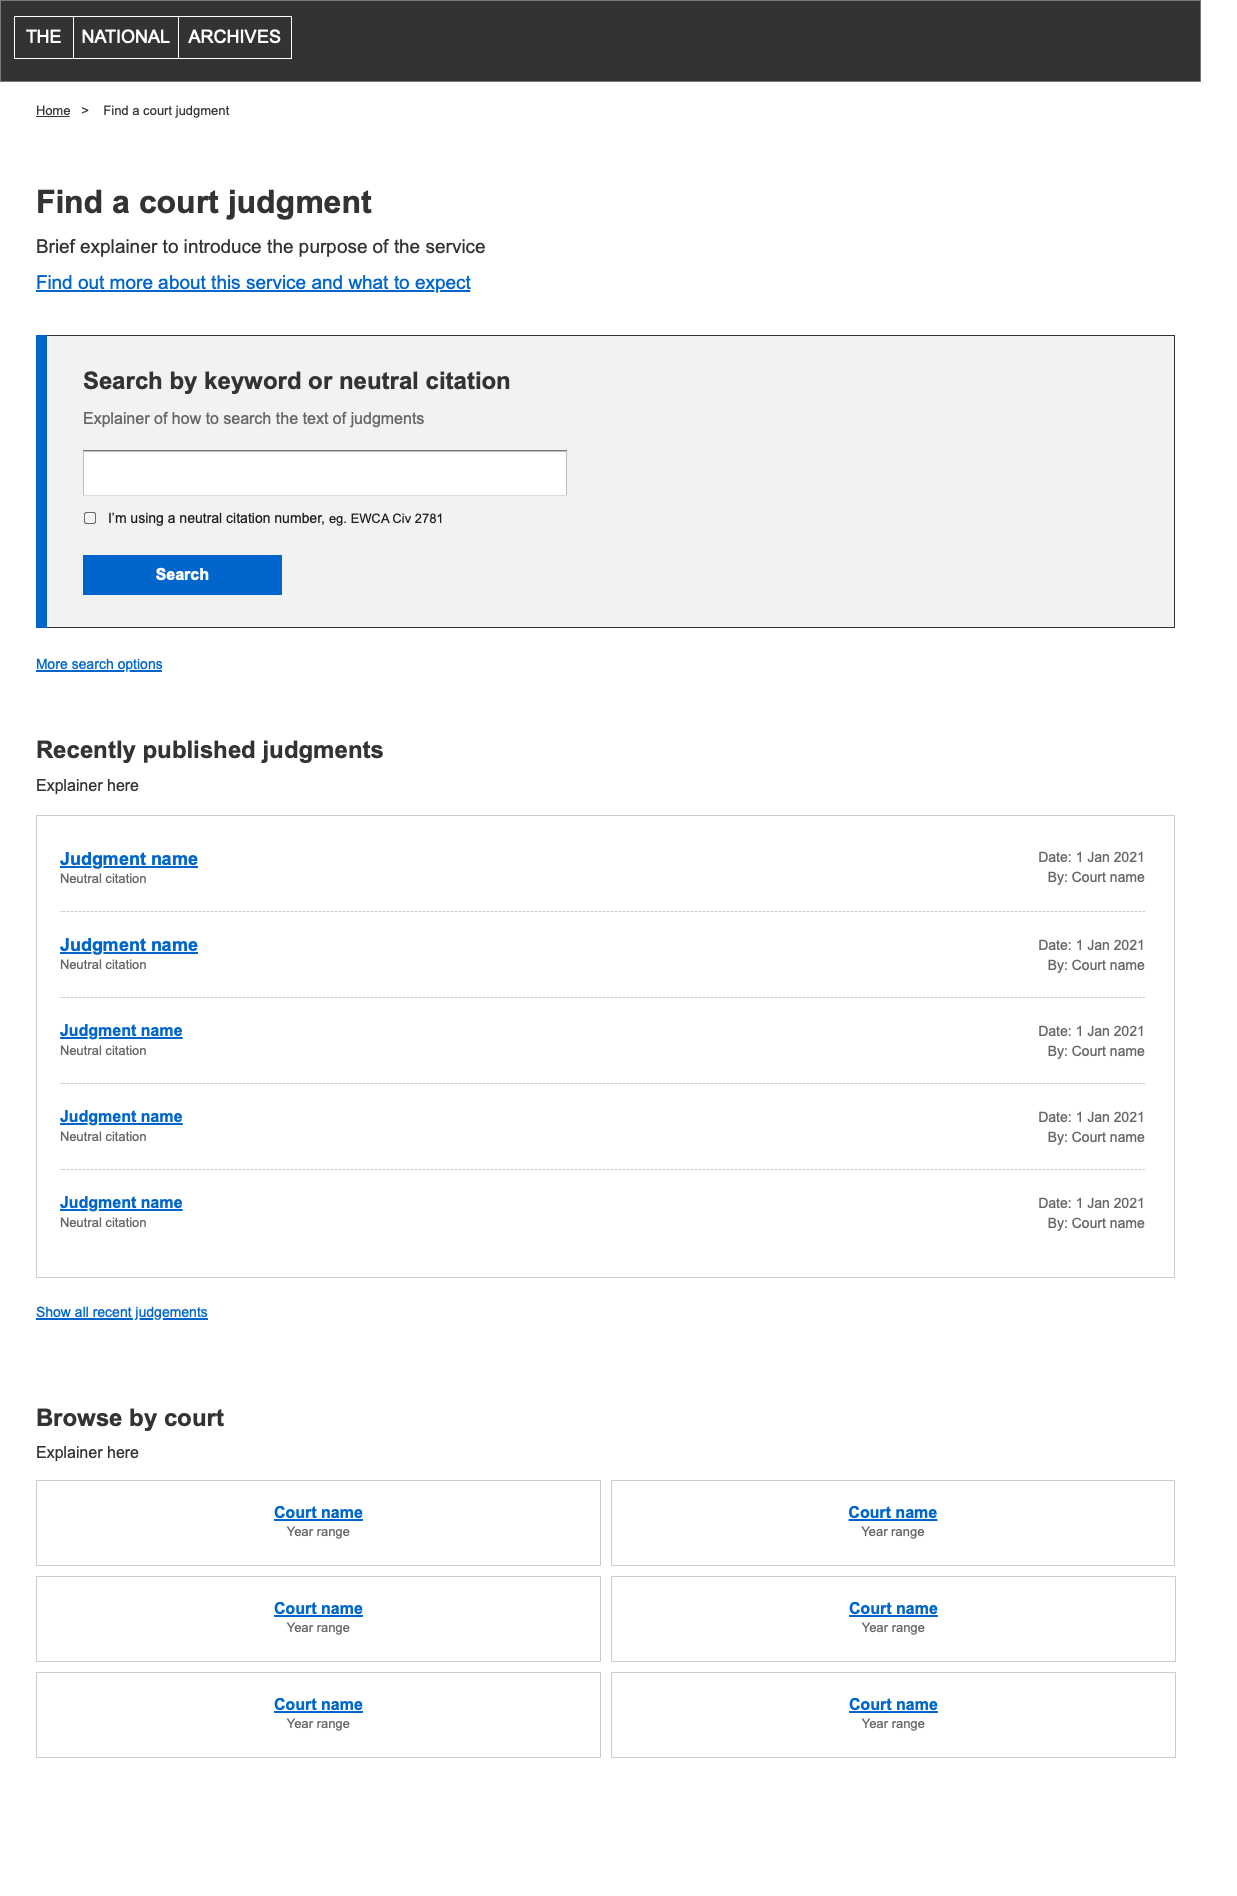 THE NATIONAL ARCHIVES
Home > Find a court judgment
Find a court judgment
Brief explainer to introduce the purpose of the service
Find out more about this service and what to expect
Search by keyword or neutral citation
Explainer of how to search the text of judgments
I’m using a neutral citation number, eg. EWCA Civ 2781
Search
More search options
Recently published judgments
Explainer here
Judgment name
Date: 1 Jan 2021
Neutral citation
By: Court name
Judgment name
Date: 1 Jan 2021
Neutral citation
By: Court name
Judgment name
Date: 1 Jan 2021
Neutral citation
By: Court name
Judgment name
Date: 1 Jan 2021
Neutral citation
By: Court name
Judgment name
Date: 1 Jan 2021
Neutral citation
By: Court name
Show all recent judgements
Browse by court
Explainer here
Court name
Year range
Court name
Year range
Court name
Year range
Court name
Year range
Court name
Year range
Court name
Year range